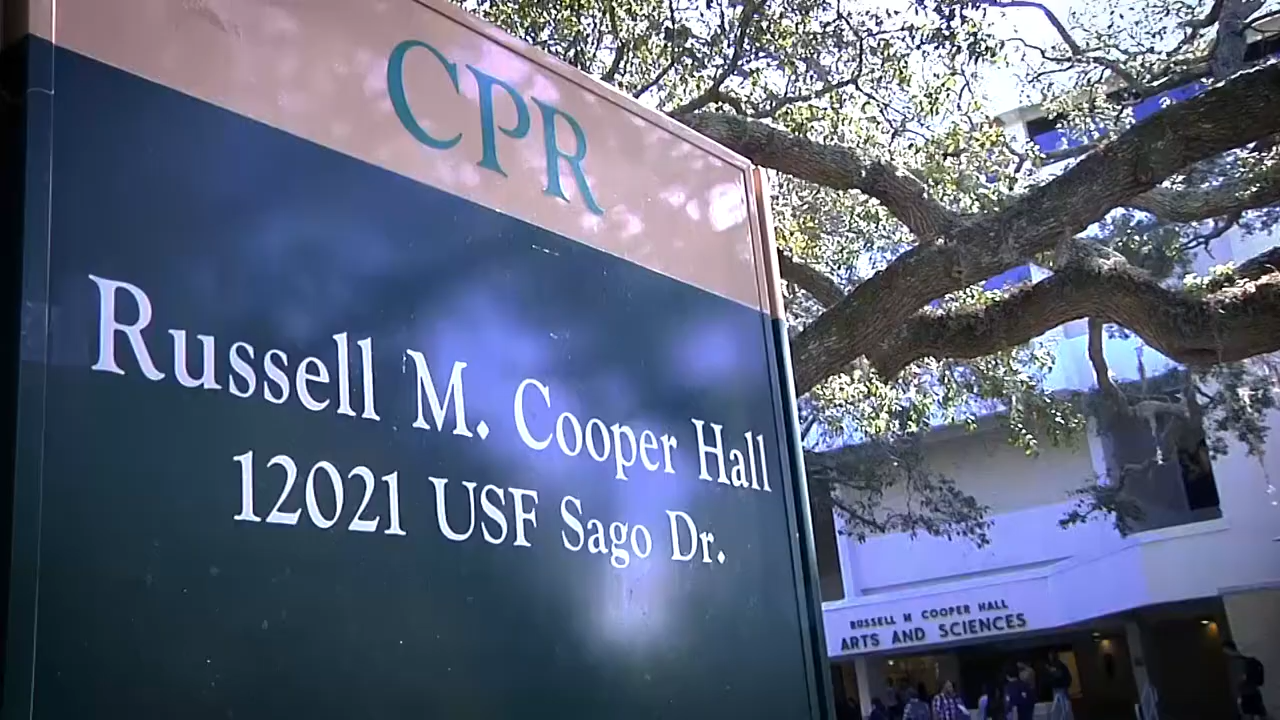 CPR
Russell M. Cooper Hall
12021 USF Sago Dr.
RUSSELL M COOPER HALL
ARTS AND SCIENCES